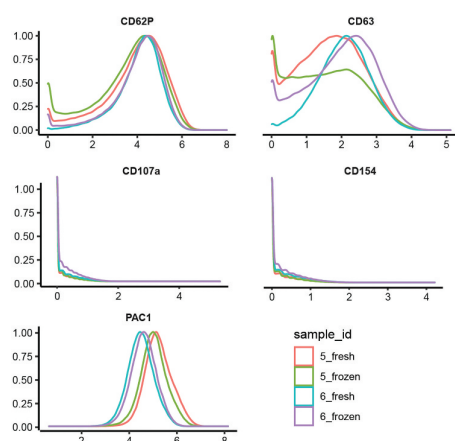 CD62P
CD63
1.00
0.75
0.50
0.25
0.00
0 2 4 6 8
0 1 2 3 4 5
CD107a
CD154
1.00
0.75
0.50
0.25
0.00
0 2 4
0 1 2 3 4
PAC1
1.00
0.75
0.50
0.25
0.00
2 4 6 8
sample_id
5_fresh
5_frozen
6_fresh
6_frozen